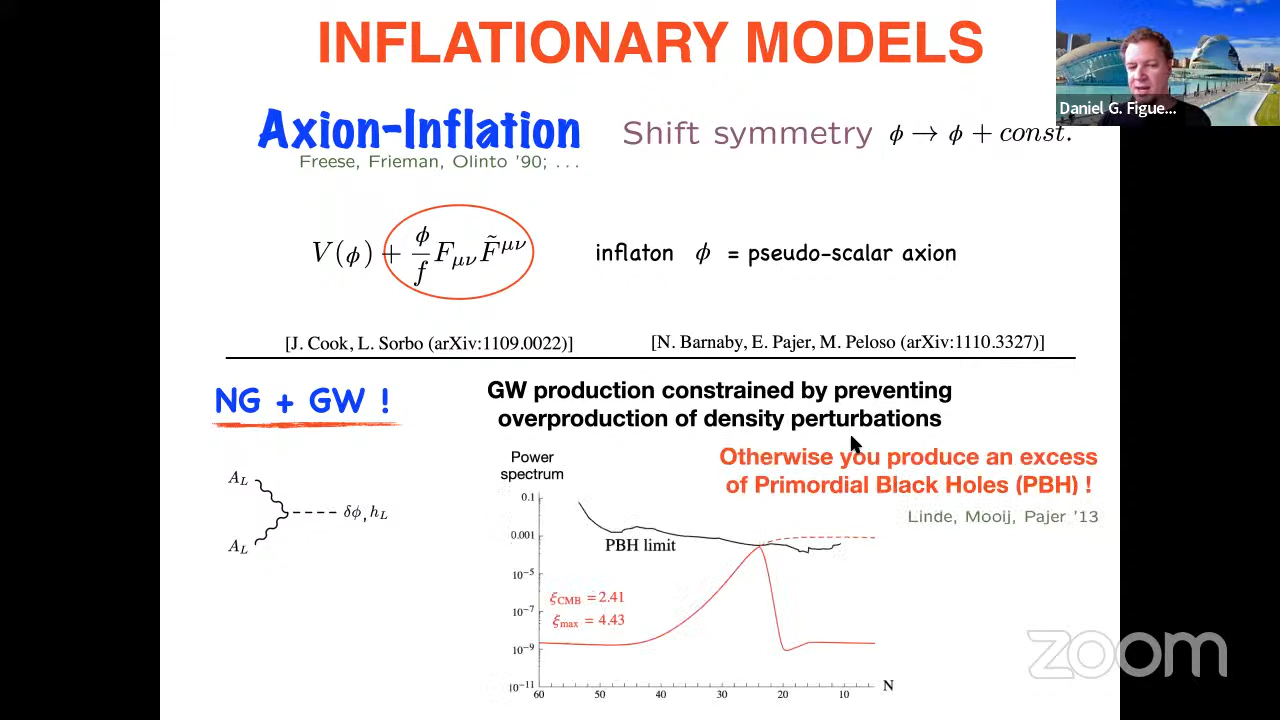 INFLATIONARY MODELS
Daniel G. Figue...
Axion-Inflation
Shift symmetry ϕ → ϕ + const.
Freese, Frieman, Olinto '90; ...
V(ϕ) + ϕ/f F_μν F̃^μν
inflaton ϕ = pseudo-scalar axion
[J. Cook, L. Sorbo (arXiv:1109.0022)]
[N. Barnaby, E. Pajer, M. Peloso (arXiv:1110.3327)]
NG + GW !
GW production constrained by preventing
overproduction of density perturbations
Otherwise you produce an excess
of Primordial Black Holes (PBH) !
Linde, Mooij, Pajer '13
A_L
δϕ, h_L
A_L
Power
spectrum
0.1
0.001
10^-5
10^-7
10^-9
10^-11
PBH limit
ξ_CMB = 2.41
ξ_max = 4.43
60 50 40 30 20 10
N
zoom